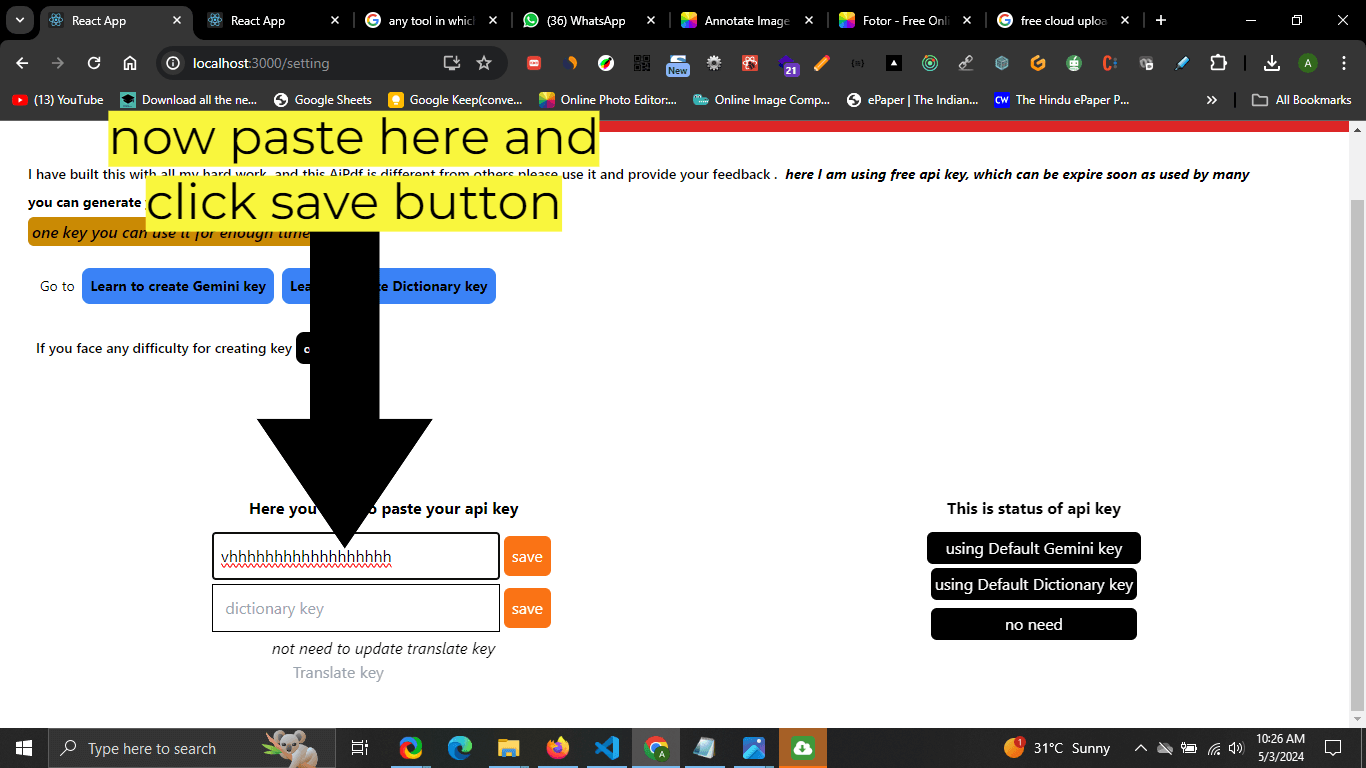 React App
React App
any tool in whicl
(36) WhatsApp
Annotate Image
Fotor - Free Onli
free cloud uploa
localhost:3000/setting
New
21
A
(13) YouTube
Download all the ne...
Google Sheets
Google Keep(conve...
Online Photo Editor:...
Online Image Comp...
ePaper | The Indian...
CW
The Hindu ePaper P...
All Bookmarks
now paste here and
click save button
I have built this with all my hard work, and this AiPdf is different from others please use it and provide your feedback . here I am using free api key, which can be expire soon as used by many
you can generate
one key you can use it for enough time
Go to
Learn to create Gemini key
Dictionary key
If you face any difficulty for creating key
Here you
paste your api key
This is status of api key
vhhhhhhhhhhhhhhhhhh
save
using Default Gemini key
dictionary key
save
using Default Dictionary key
not need to update translate key
no need
Translate key
Type here to search
1
31°C Sunny
10:26 AM
5/3/2024